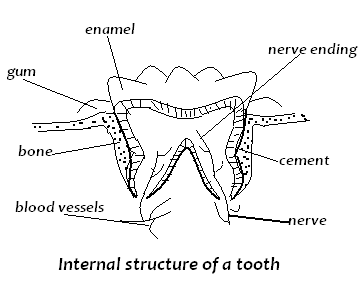 enamel
nerve ending
gum
bone
cement
blood vessels
nerve
Internal structure of a tooth